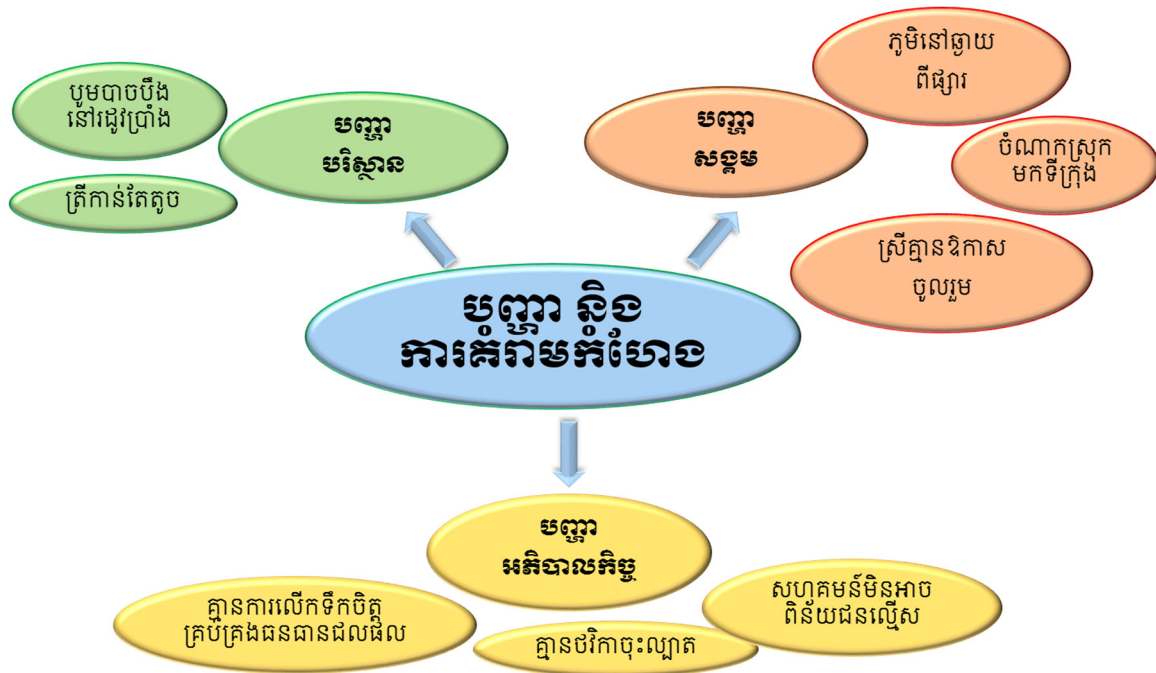 បូមបាចបឹង
នៅរដូវប្រាំង
ត្រីកាន់តែតូច
បញ្ហា
បរិស្ថាន
បញ្ហា
សង្គម
ភូមិនៅឆ្ងាយ
ពីផ្សារ
ចំណាកស្រុក
មកទីក្រុង
ស្រីគ្មានឱកាស
ចូលរួម
បញ្ហា និង
ការគំរាមកំហែង
បញ្ហា
អភិបាលកិច្ច
គ្មានការលើកទឹកចិត្ត
គ្រប់គ្រងធនធានជលផល
គ្មានថវិកាចុះល្បាត
សហគមន៍មិនអាច
ពិន័យជនល្មើស